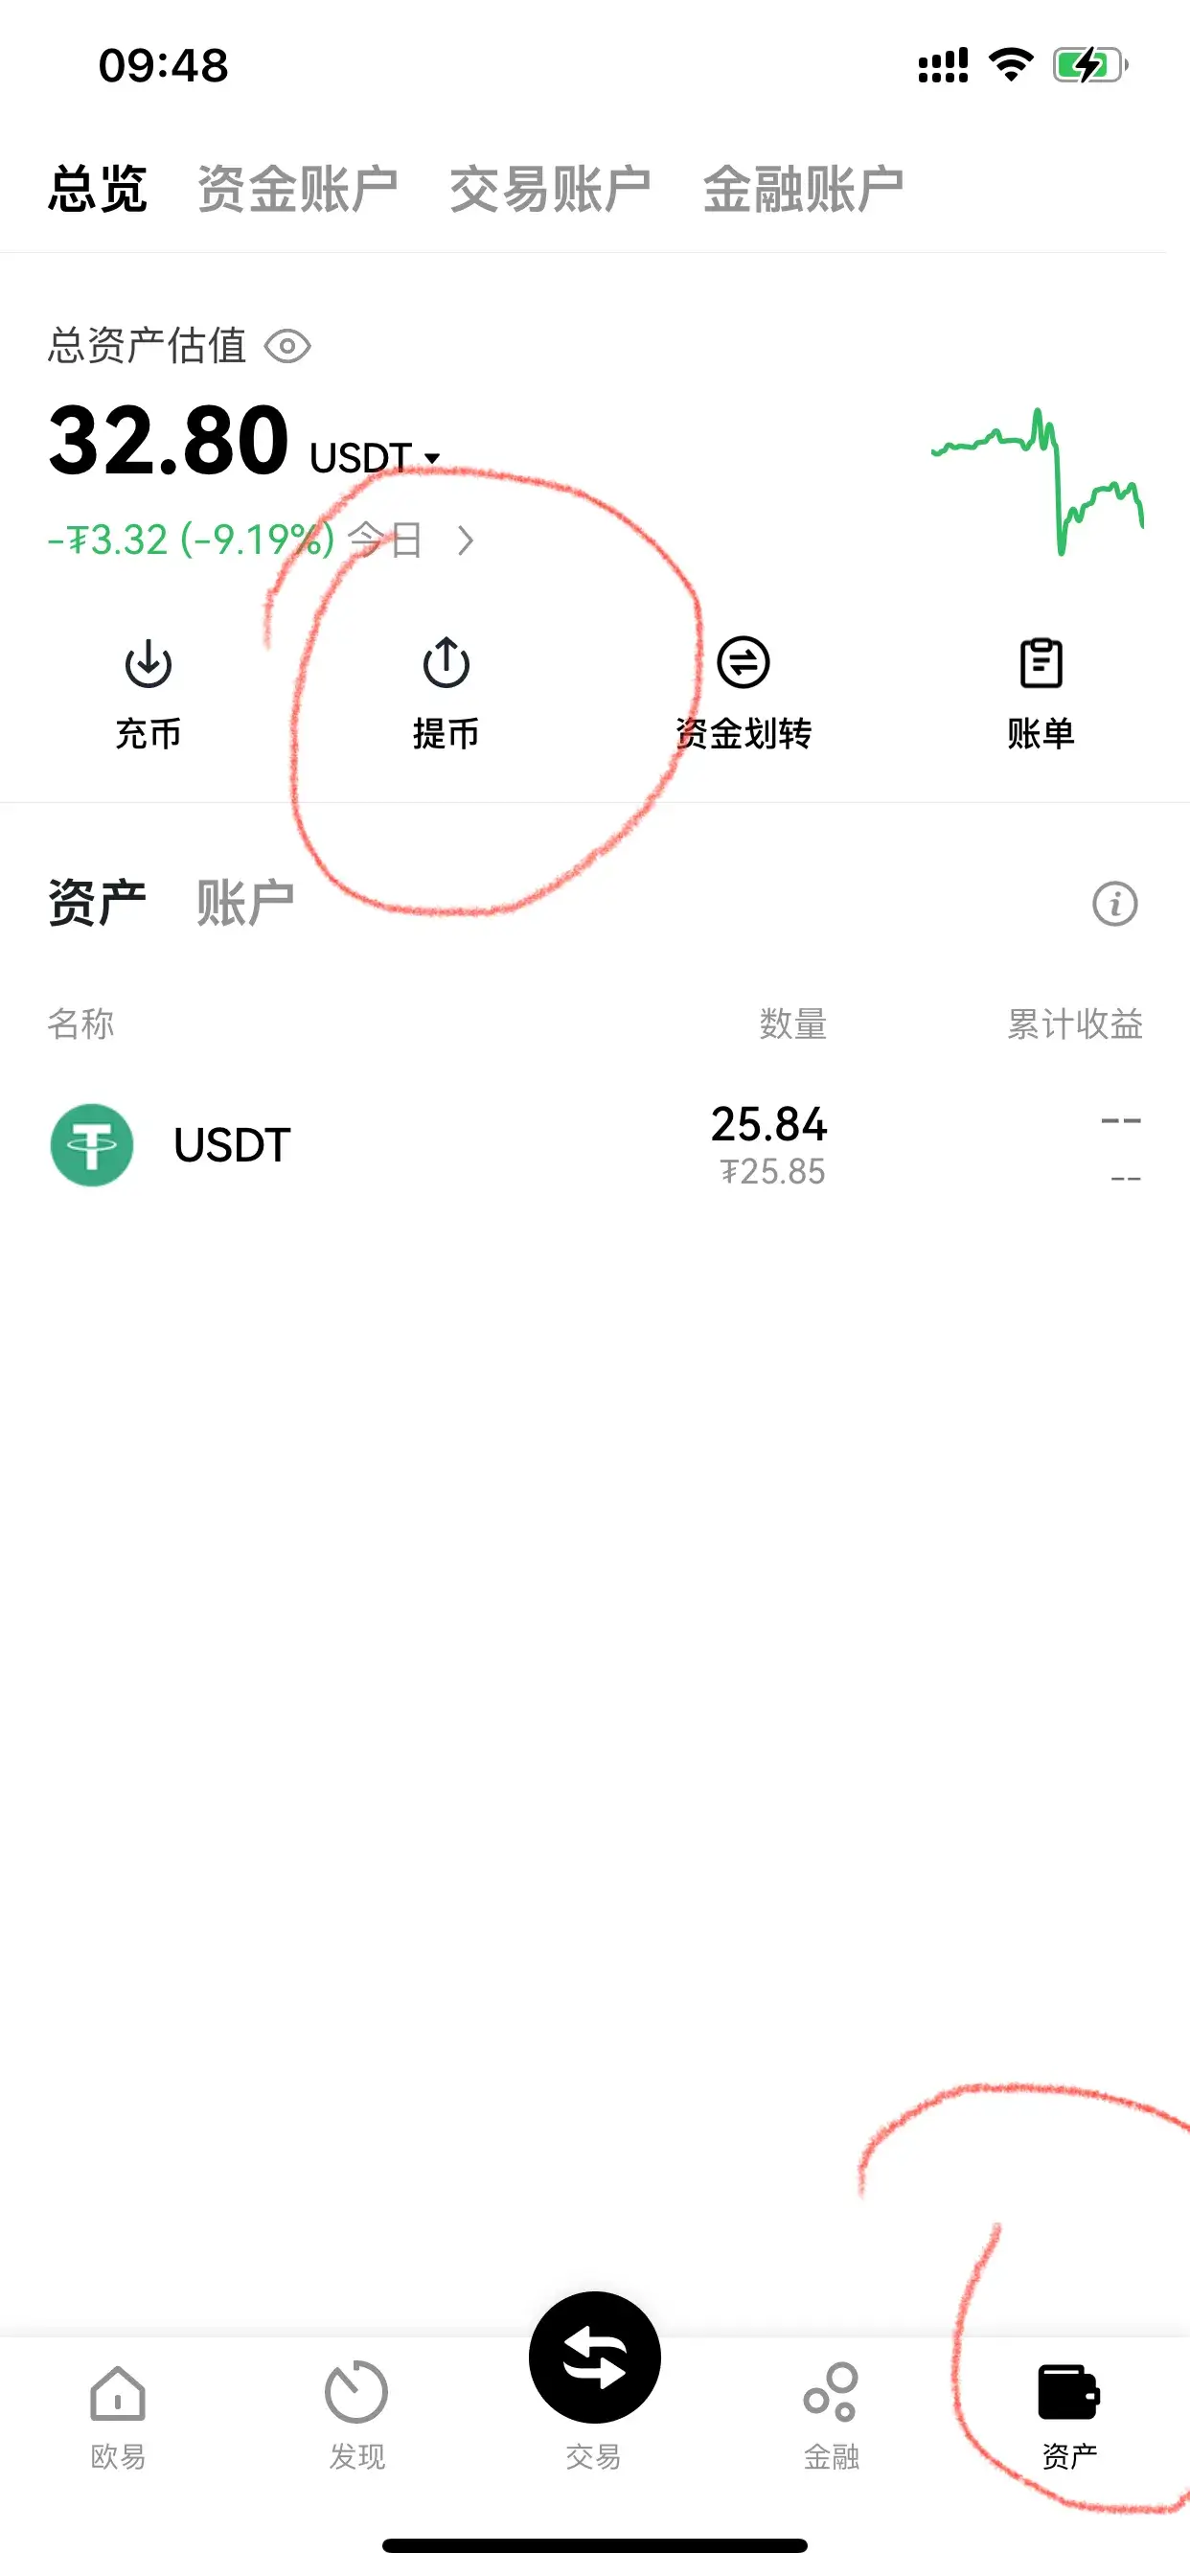 09:48
总览 资金账户 交易账户 金融账户
总资产估值
32.80 USDT
-₮3.32 (-9.19%) 今日
充币 提币 资金划转 账单
资产 账户
名称 数量 累计收益
USDT 25.84 --
₮25.85 --
欧易 发现 交易 金融 资产